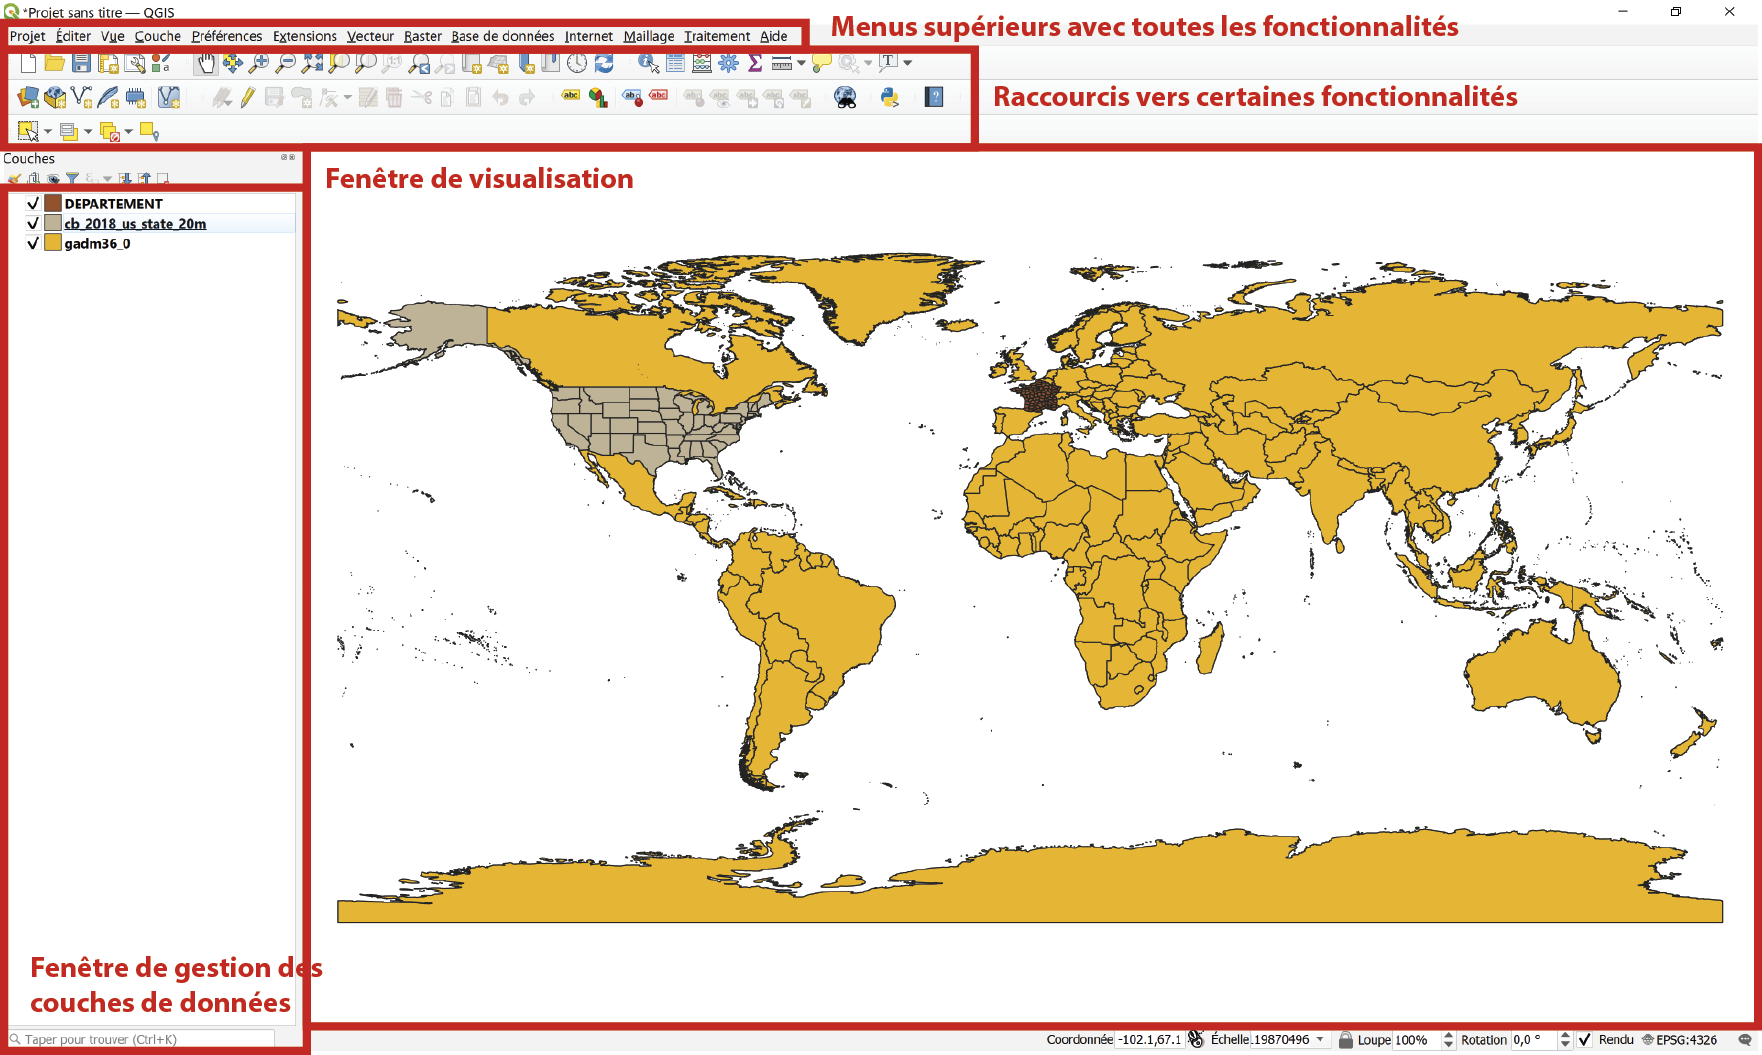 *Projet sans titre — QGIS
Menus supérieurs avec toutes les fonctionnalités
Projet Éditer Vue Couche Préférences Extensions Vecteur Raster Base de données Internet Maillage Traitement Aide
Raccourcis vers certaines fonctionnalités
Couches
Fenêtre de visualisation
DEPARTEMENT
cb_2018_us_state_20m
gadm36_0
Fenêtre de gestion des
couches de données
Taper pour trouver (Ctrl+K)
Coordonnée -102.1,67.1 Échelle 19870496 Loupe 100% Rotation 0,0 ° Rendu EPSG:4326